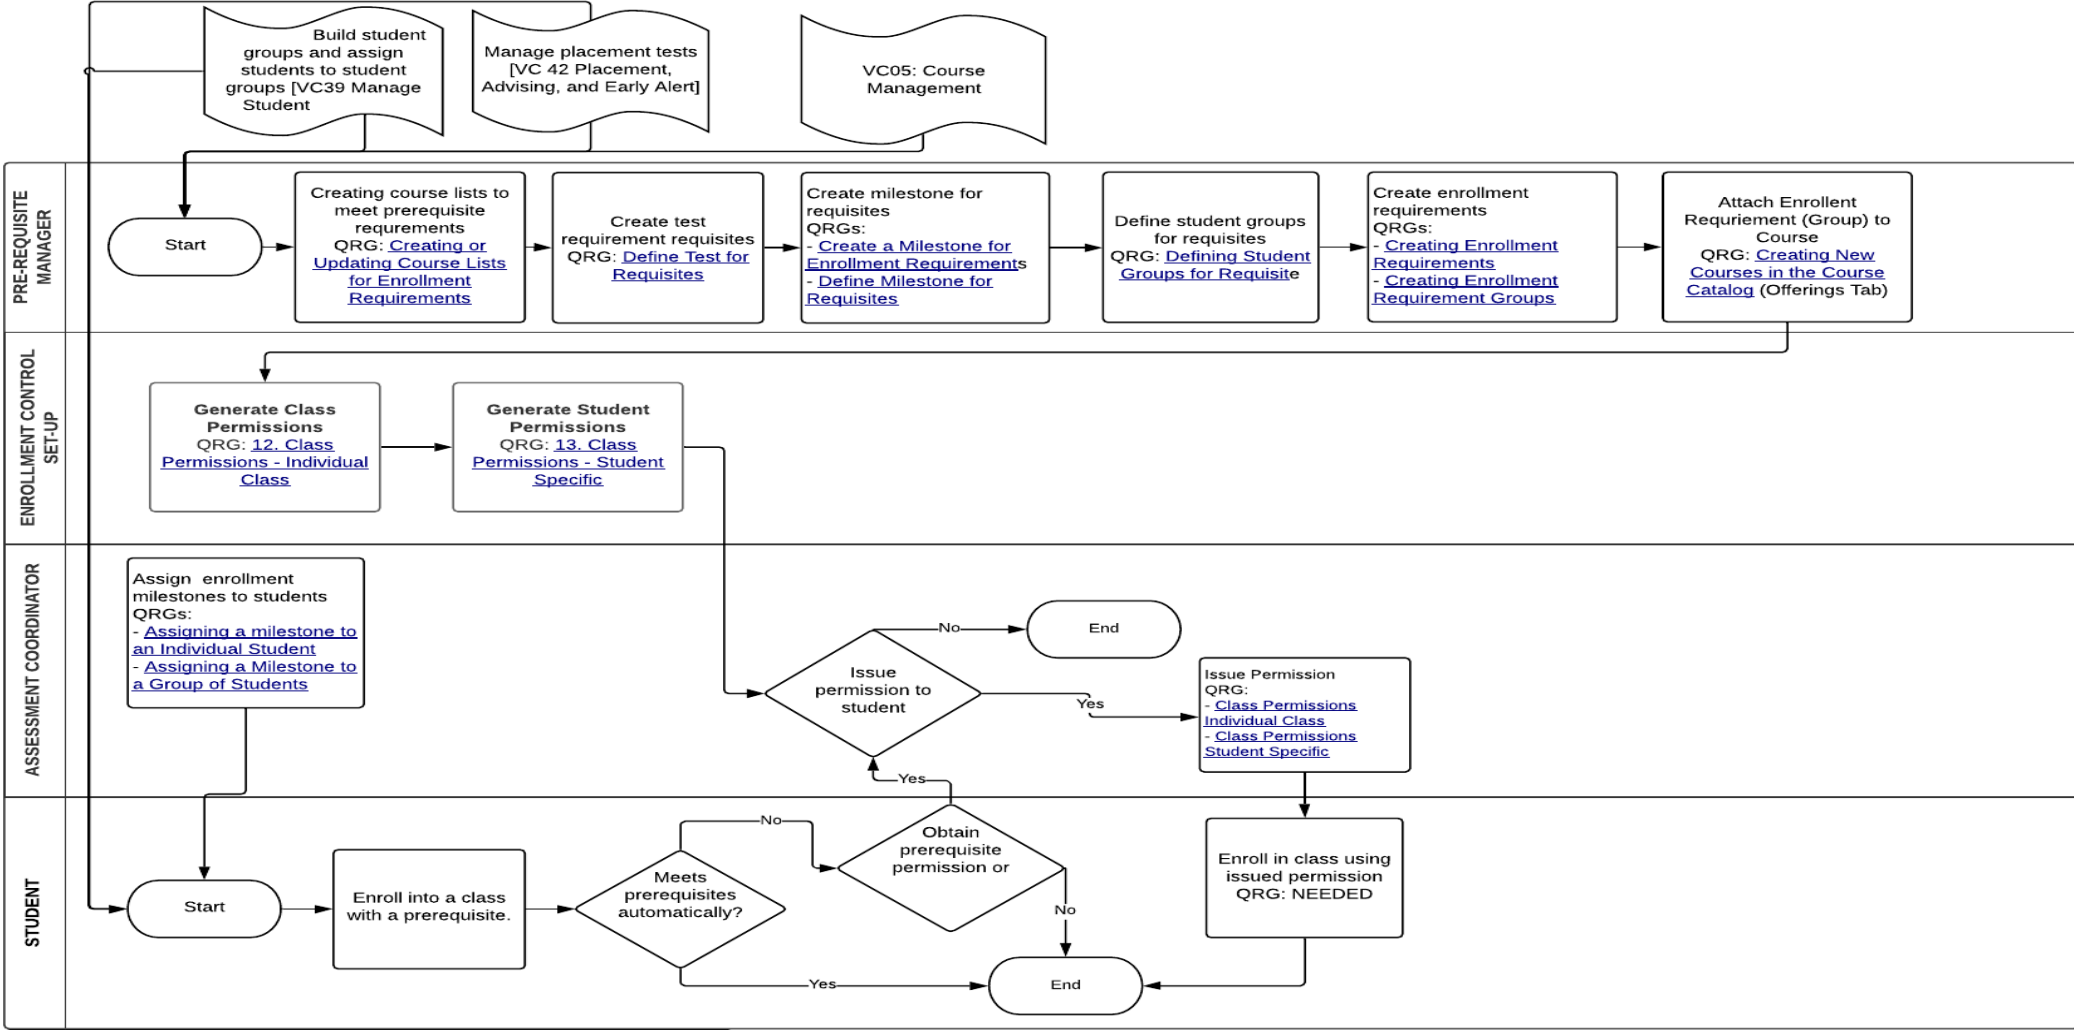 Build student
groups and assign
students to student
groups [VC39 Manage
Student
Manage placement tests
[VC 42 Placement,
Advising, and Early Alert]
VC05: Course
Management
PRE-REQUISITE
MANAGER
Start
Creating course lists to
meet prerequisite
requrements
QRG: Creating or
Updating Course Lists
for Enrollment
Requirements
Create test
requirement requisites
QRG: Define Test for
Requisites
Create milestone for
requisites
QRGs:
- Create a Milestone for
Enrollment Requirements
- Define Milestone for
Requisites
Define student groups
for requisites
QRG: Defining Student
Groups for Requisite
Create enrollment
requirements
QRGs:
- Creating Enrollment
Requirements
- Creating Enrollment
Requirement Groups
Attach Enrollent
Requriement (Group) to
Course
QRG: Creating New
Courses in the Course
Catalog (Offerings Tab)
ENROLLMENT CONTROL
SET-UP
Generate Class
Permissions
QRG: 12. Class
Permissions - Individual
Class
Generate Student
Permissions
QRG: 13. Class
Permissions - Student
Specific
ASSESSMENT COORDINATOR
Assign  enrollment
milestones to students
QRGs:
- Assigning a milestone to
an Individual Student
- Assigning a Milestone to
a Group of Students
Issue
permission to
student
No
End
Yes
Issue Permission
QRG:
- Class Permissions
Individual Class
- Class Permissions
Student Specific
Yes
STUDENT
Start
Enroll into a class
with a prerequisite.
Meets
prerequisites
automatically?
No
Obtain
prerequisite
permission or
No
Yes
End
Enroll in class using
issued permission
QRG: NEEDED